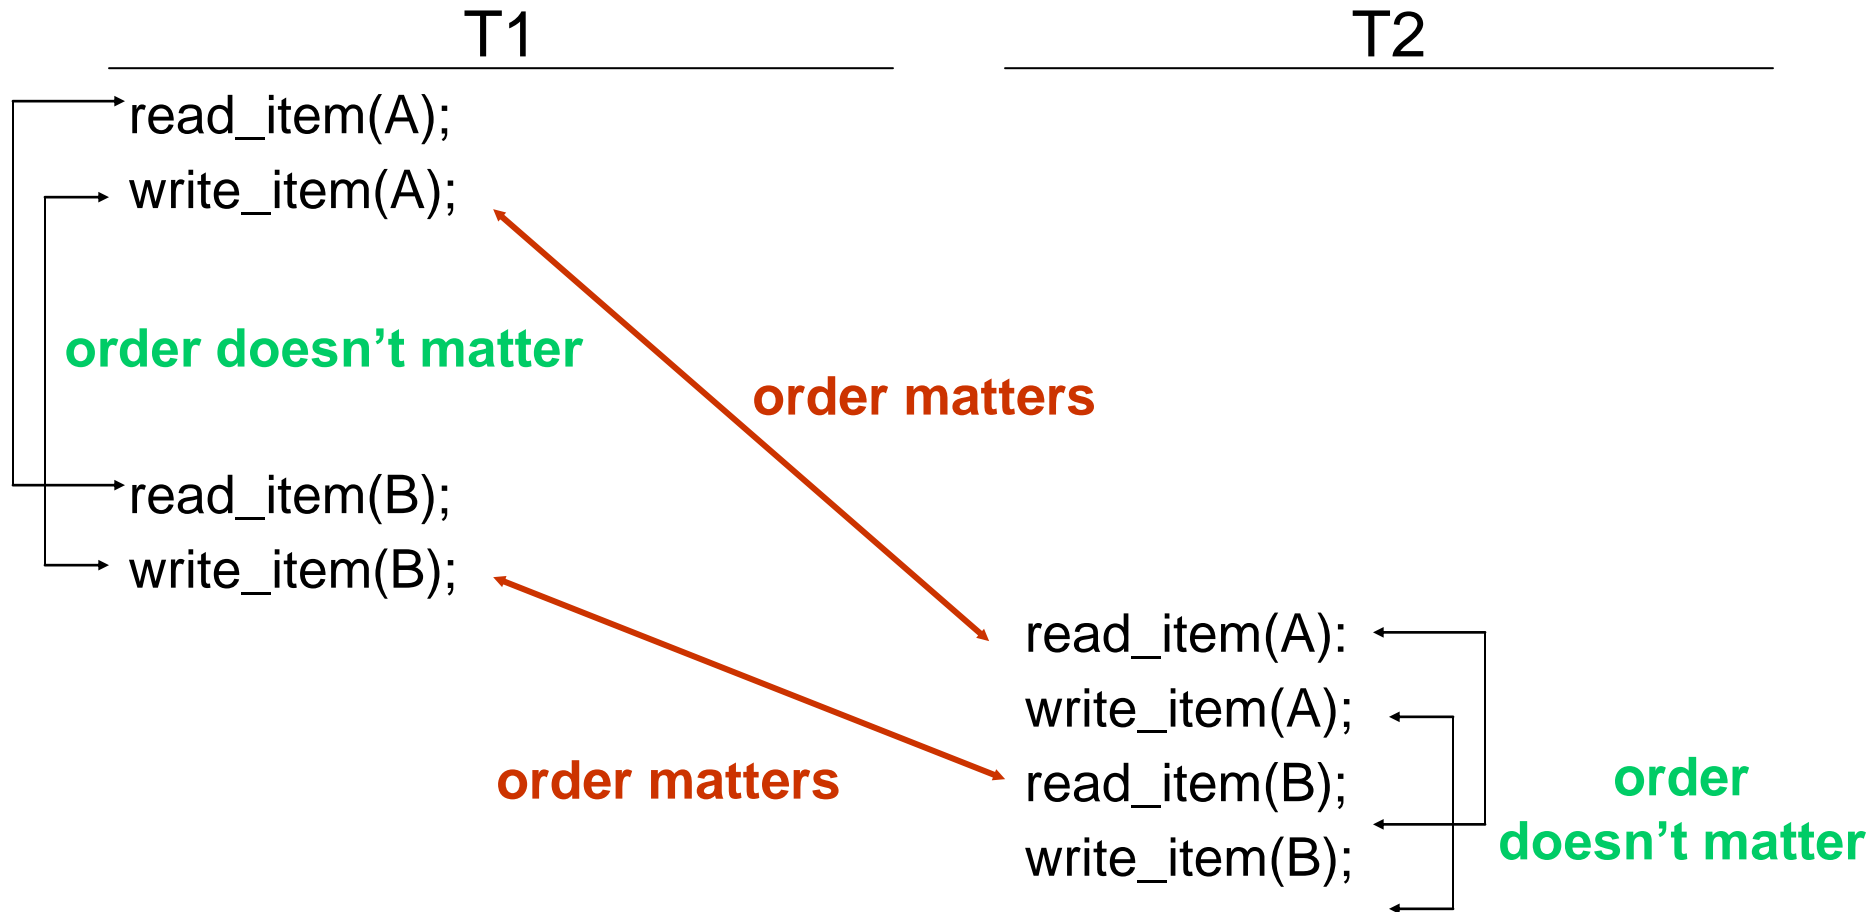 T1 T2
read_item(A);
write_item(A);
order doesn’t matter
order matters
read_item(B);
write_item(B);
read_item(A):
write_item(A);
order matters
read_item(B);
write_item(B);
order
doesn’t matter